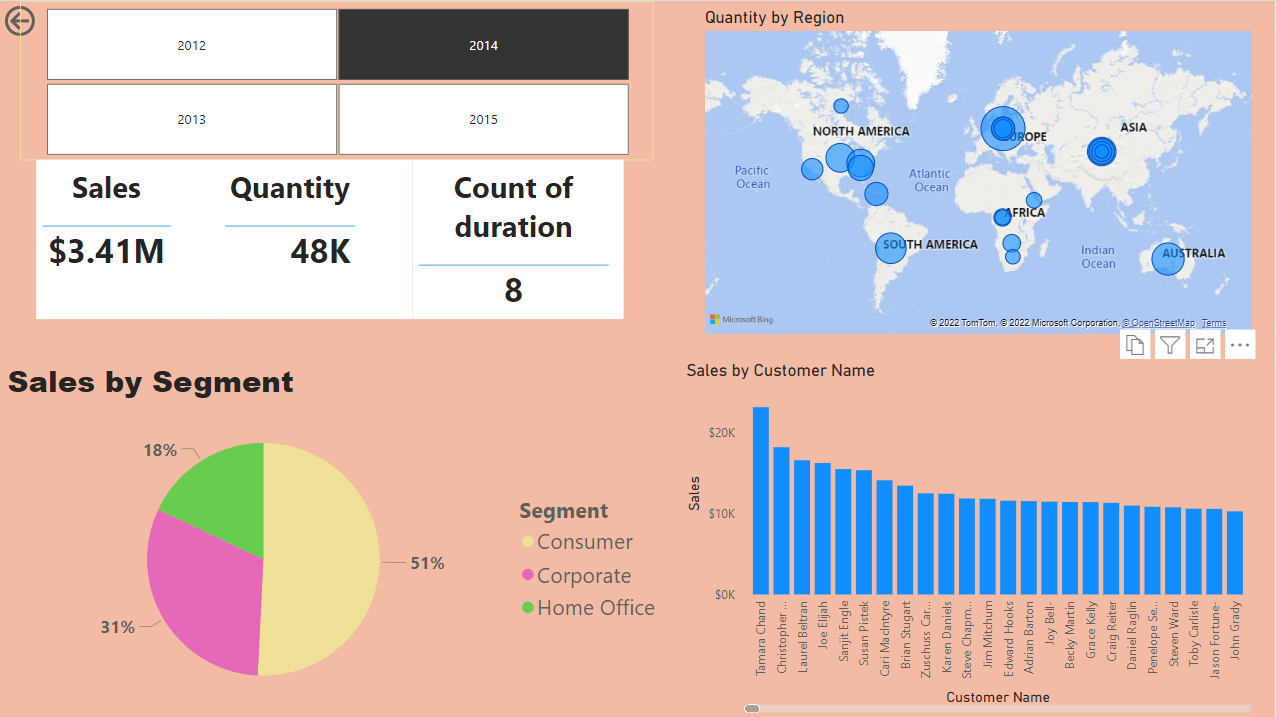 2012
2014
2013
2015
Sales
$3.41M
Quantity
48K
Count of
duration
8
Quantity by Region
NORTH AMERICA
EUROPE
ASIA
Pacific
Ocean
Atlantic
Ocean
AFRICA
SOUTH AMERICA
Indian
Ocean
AUSTRALIA
Microsoft Bing
© 2022 TomTom, © 2022 Microsoft Corporation, © OpenStreetMap Terms
Sales by Segment
18%
51%
31%
Segment
Consumer
Corporate
Home Office
Sales by Customer Name
Sales
$20K
$10K
$0K
Tamara Chand
Christopher ...
Laurel Beltran
Joe Elijah
Sanjit Engle
Susan Pistek
Carl MacIntyre
Brian Stugart
Zuschuss Car...
Karen Daniels
Steve Chapm...
Jim Mitchum
Edward Hooks
Adrian Barton
Joy Bell-
Becky Martin
Grace Kelly
Craig Reiter
Daniel Raglin
Penelope Se...
Steven Ward
Toby Carlisle
Jason Fortune-
John Grady
Customer Name